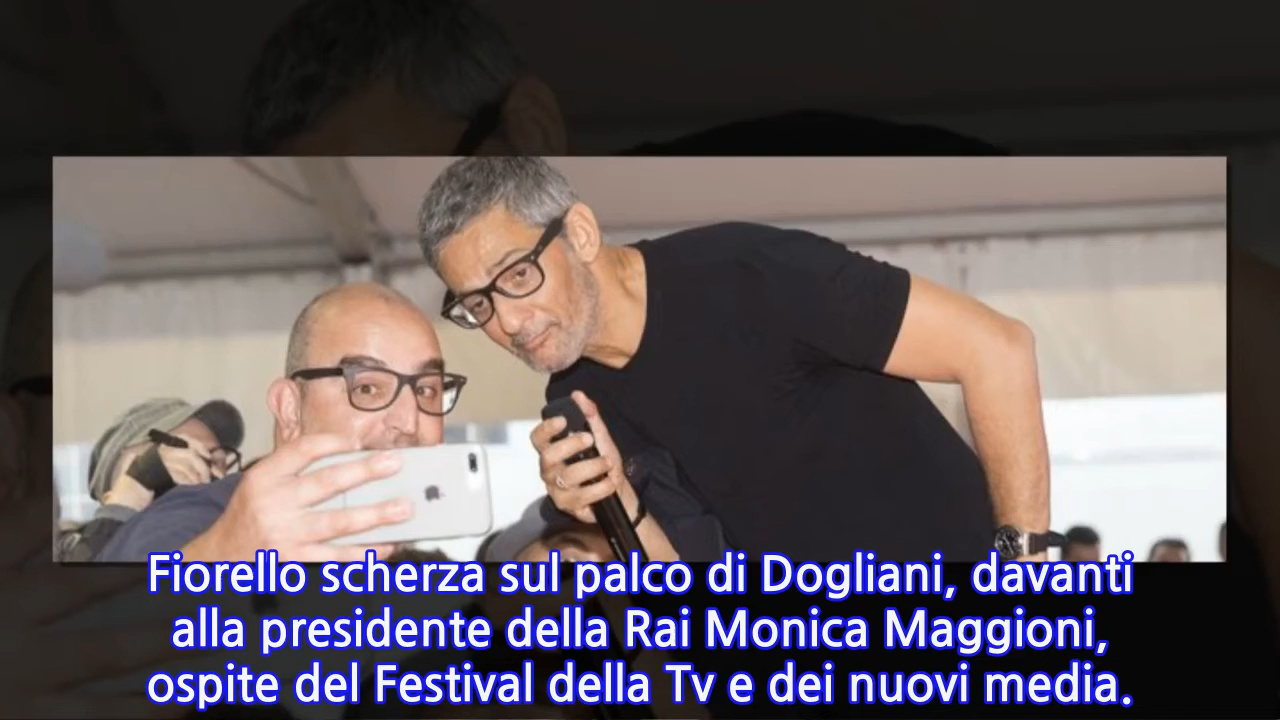 Fiorello scherza sul palco di Dogliani, davanti
alla presidente della Rai Monica Maggioni,
ospite del Festival della Tv e dei nuovi media.